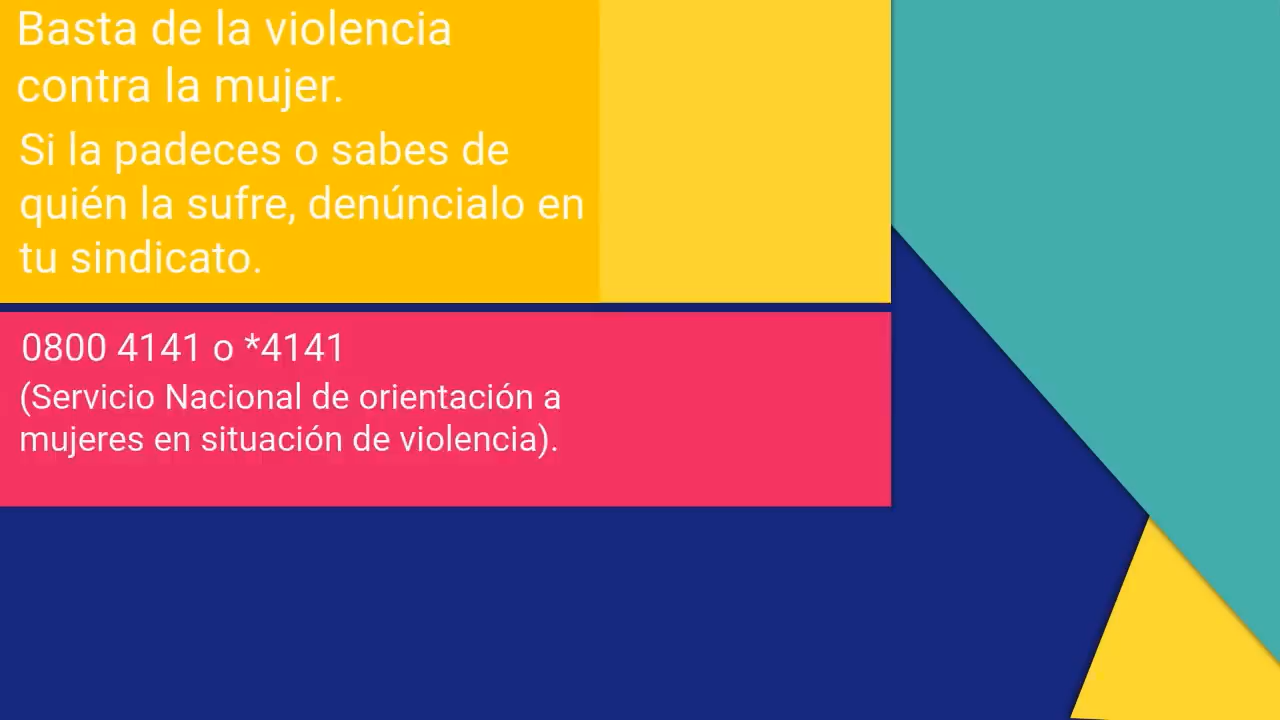 Basta de la violencia
contra la mujer.
Si la padeces o sabes de
quién la sufre, denúncialo en
tu sindicato.
0800 4141 o *4141
(Servicio Nacional de orientación a
mujeres en situación de violencia).